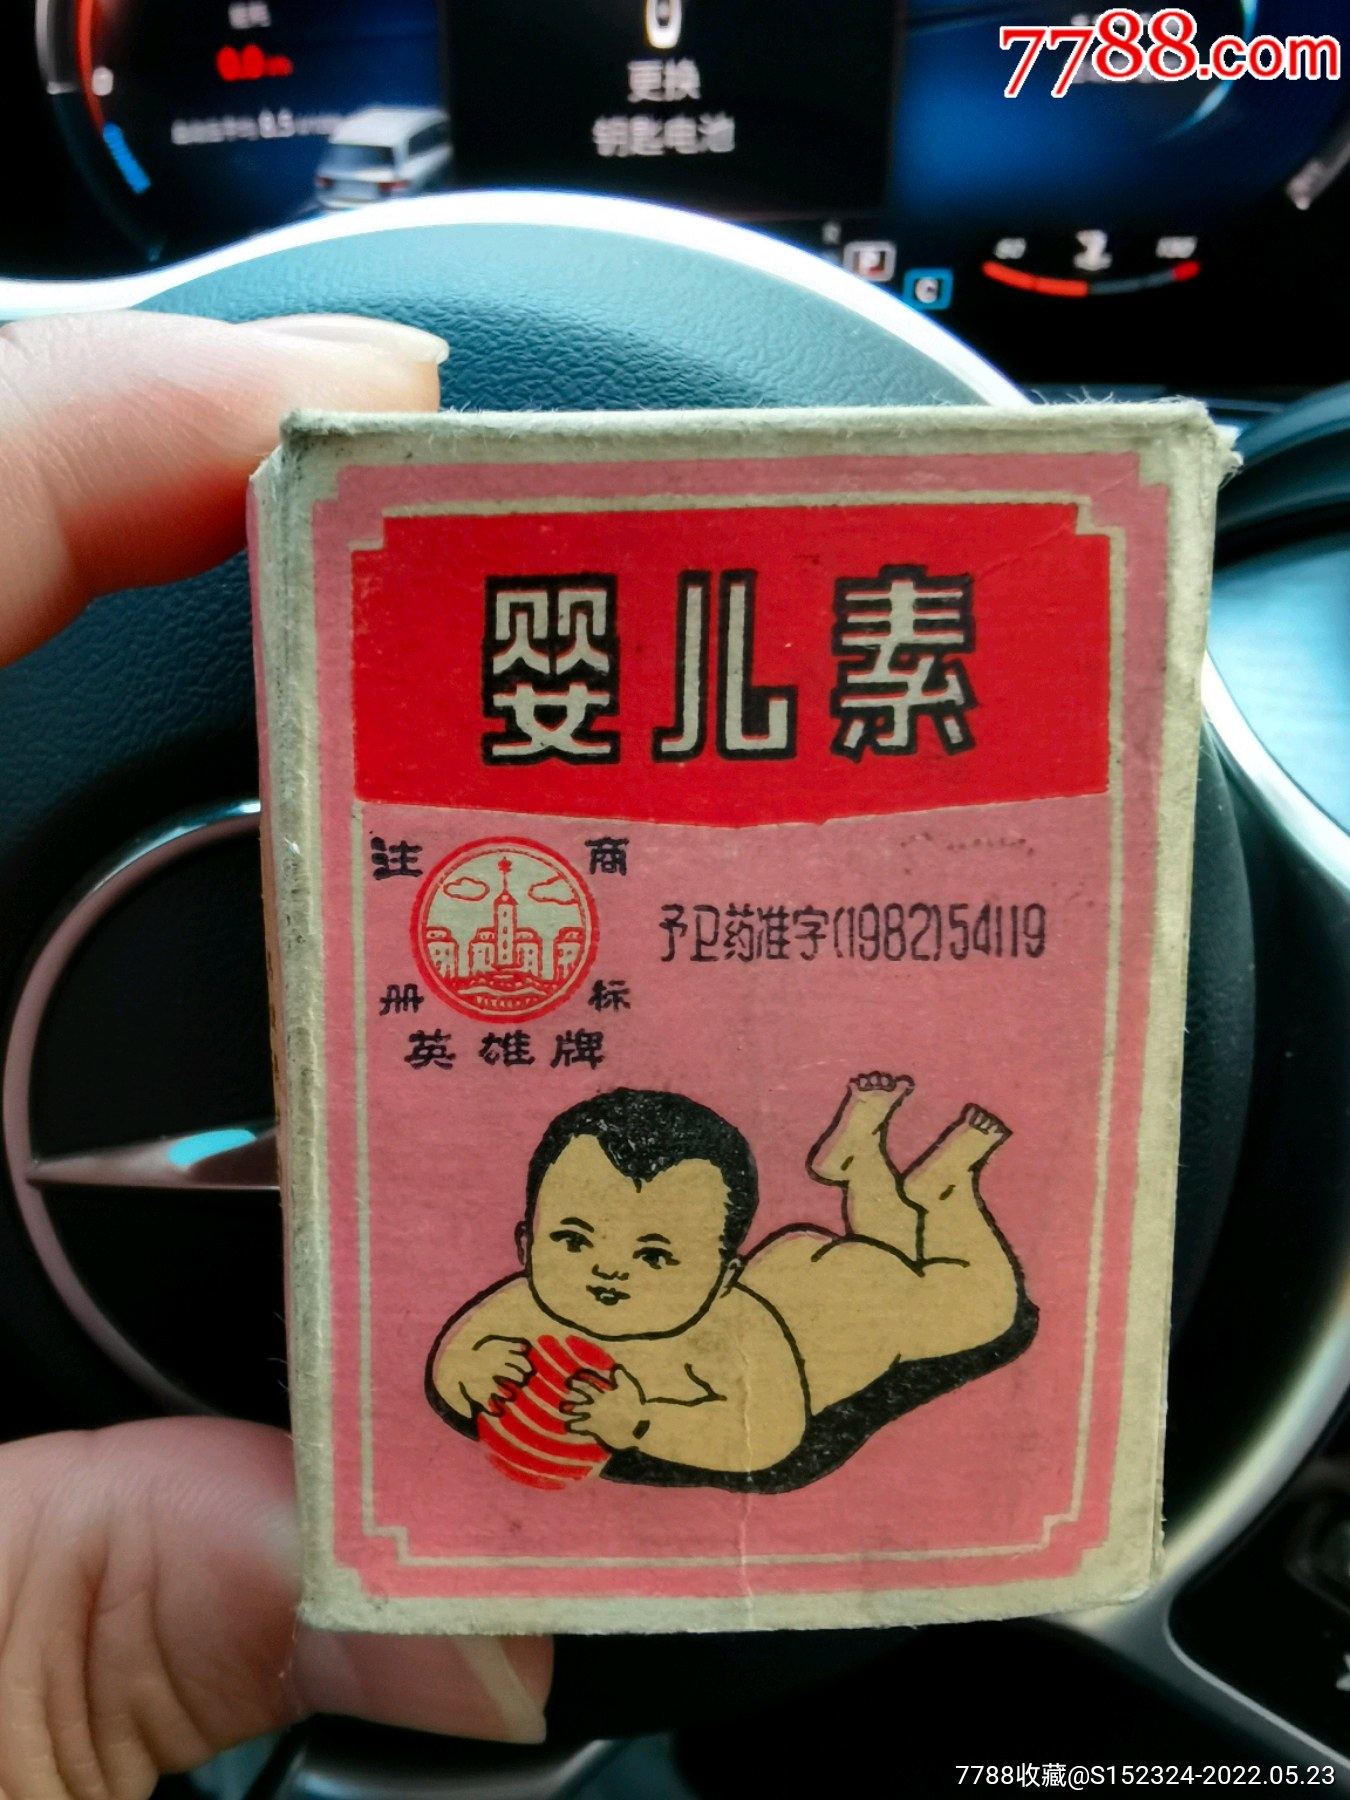 7788.com
更换
钥匙电池
P
C
婴儿素
注 商
册 标
英雄牌
予卫药准字(1982)54119
7788收藏@S152324-2022.05.23